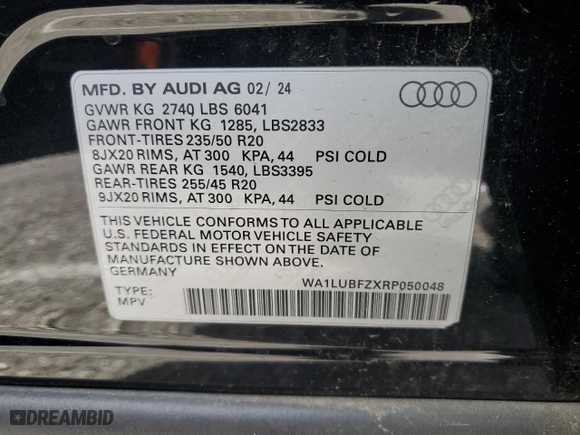 MFD. BY AUDI AG 02/ 24
GVWR KG 2740 LBS 6041
GAWR FRONT KG 1285, LBS2833
FRONT-TIRES 235/50 R20
8JX20 RIMS, AT 300 KPA, 44 PSI COLD
GAWR REAR KG 1540, LBS3395
REAR-TIRES 255/45 R20
9JX20 RIMS, AT 300 KPA, 44 PSI COLD
THIS VEHICLE CONFORMS TO ALL APPLICABLE
U.S. FEDERAL MOTOR VEHICLE SAFETY
STANDARDS IN EFFECT ON THE DATE OF
MANUFACTURE SHOWN ABOVE.
GERMANY
WA1LUBFZXRP050048
TYPE:
MPV
DREAMBID